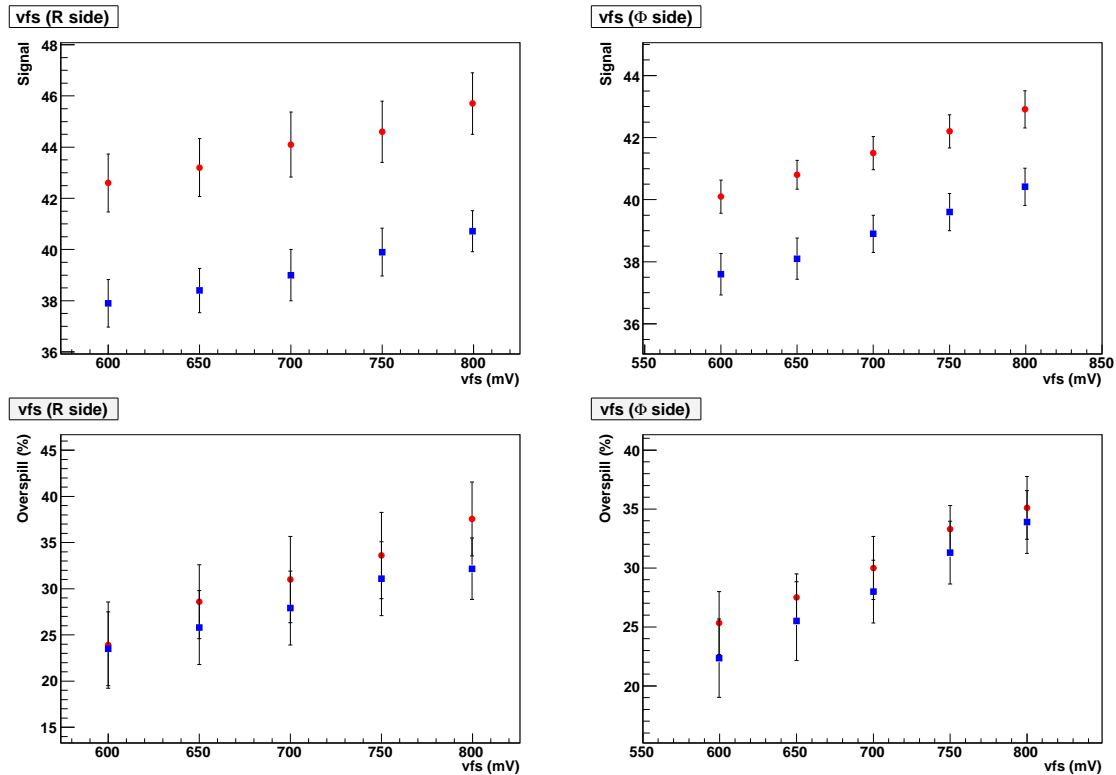 vfs (R side)
Signal
48
46
44
42
40
38
36
600 650 700 750 800
vfs (mV)
vfs (Φ side)
Signal
44
42
40
38
36
550 600 650 700 750 800 850
vfs (mV)
vfs (R side)
Overspill (%)
45
40
35
30
25
20
15
600 650 700 750 800
vfs (mV)
vfs (Φ side)
Overspill (%)
40
35
30
25
20
550 600 650 700 750 800
vfs (mV)